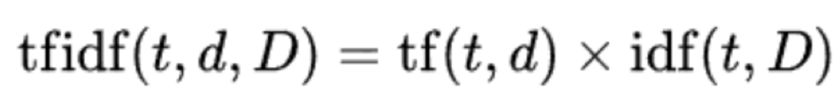 tfidf(t, d, D) = tf(t, d) × idf(t, D)